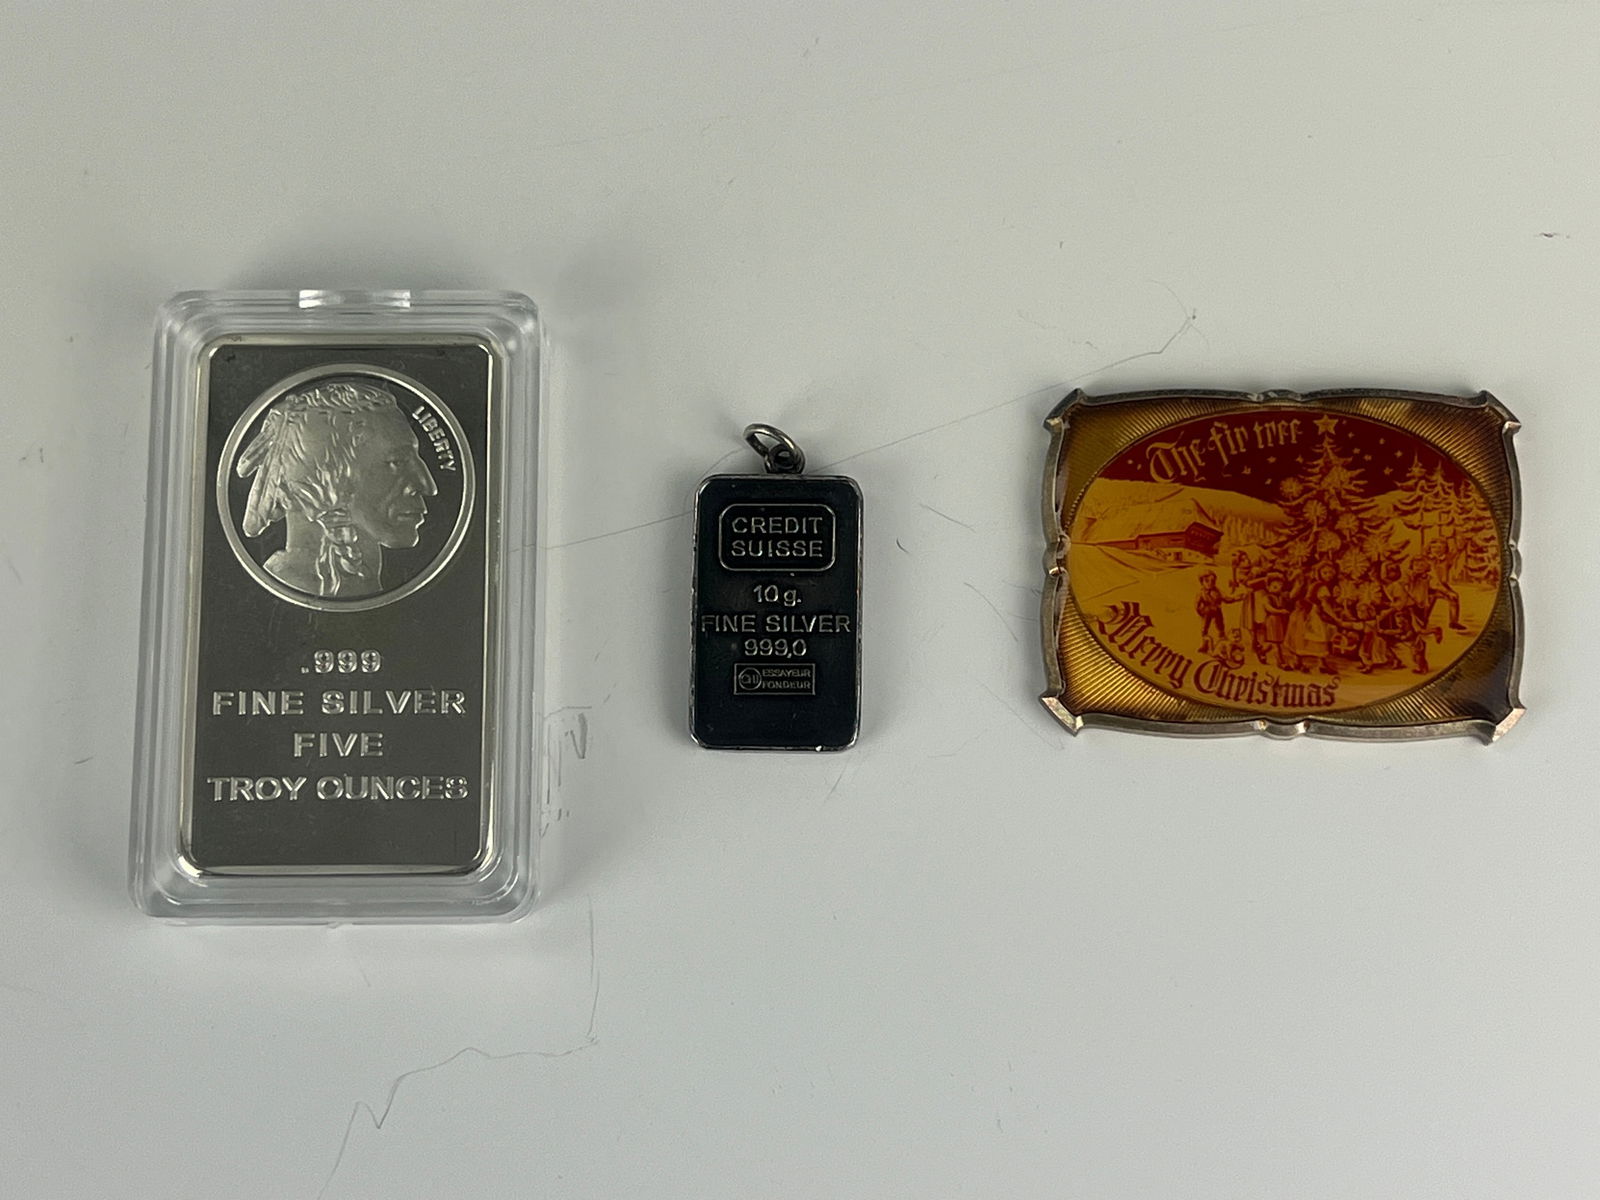 LIBERTY
.999
FINE SILVER
FIVE
TROY OUNCES
CREDIT
SUISSE
10 g.
FINE SILVER
999,0
ESSAYEUR
FONDEUR
The fir tree
Merry Christmas